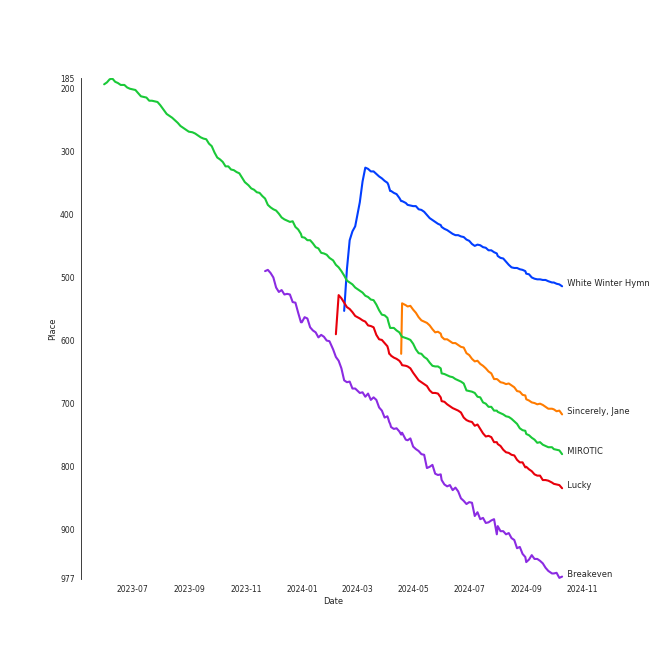 185
200
300
400
500
600
700
800
900
977
Place
White Winter Hymn
Sincerely, Jane
MIROTIC
Lucky
Breakeven
2023-07 2023-09 2023-11 2024-01 2024-03 2024-05 2024-07 2024-09 2024-11
Date